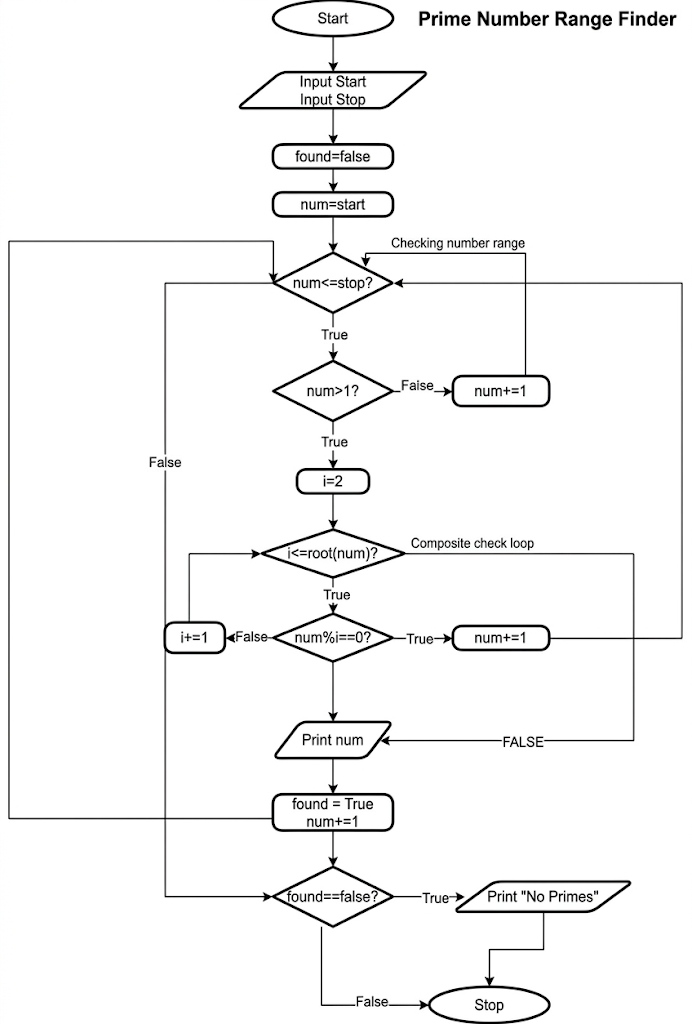 Start
Prime Number Range Finder
Input Start
Input Stop
found=false
num=start
Checking number range
num<=stop?
True
num>1?
False
num+=1
True
False
i=2
i<=root(num)?
Composite check loop
True
i+=1
False
num%i==0?
True
num+=1
Print num
FALSE
found = True
num+=1
found==false?
True
Print "No Primes"
False
Stop